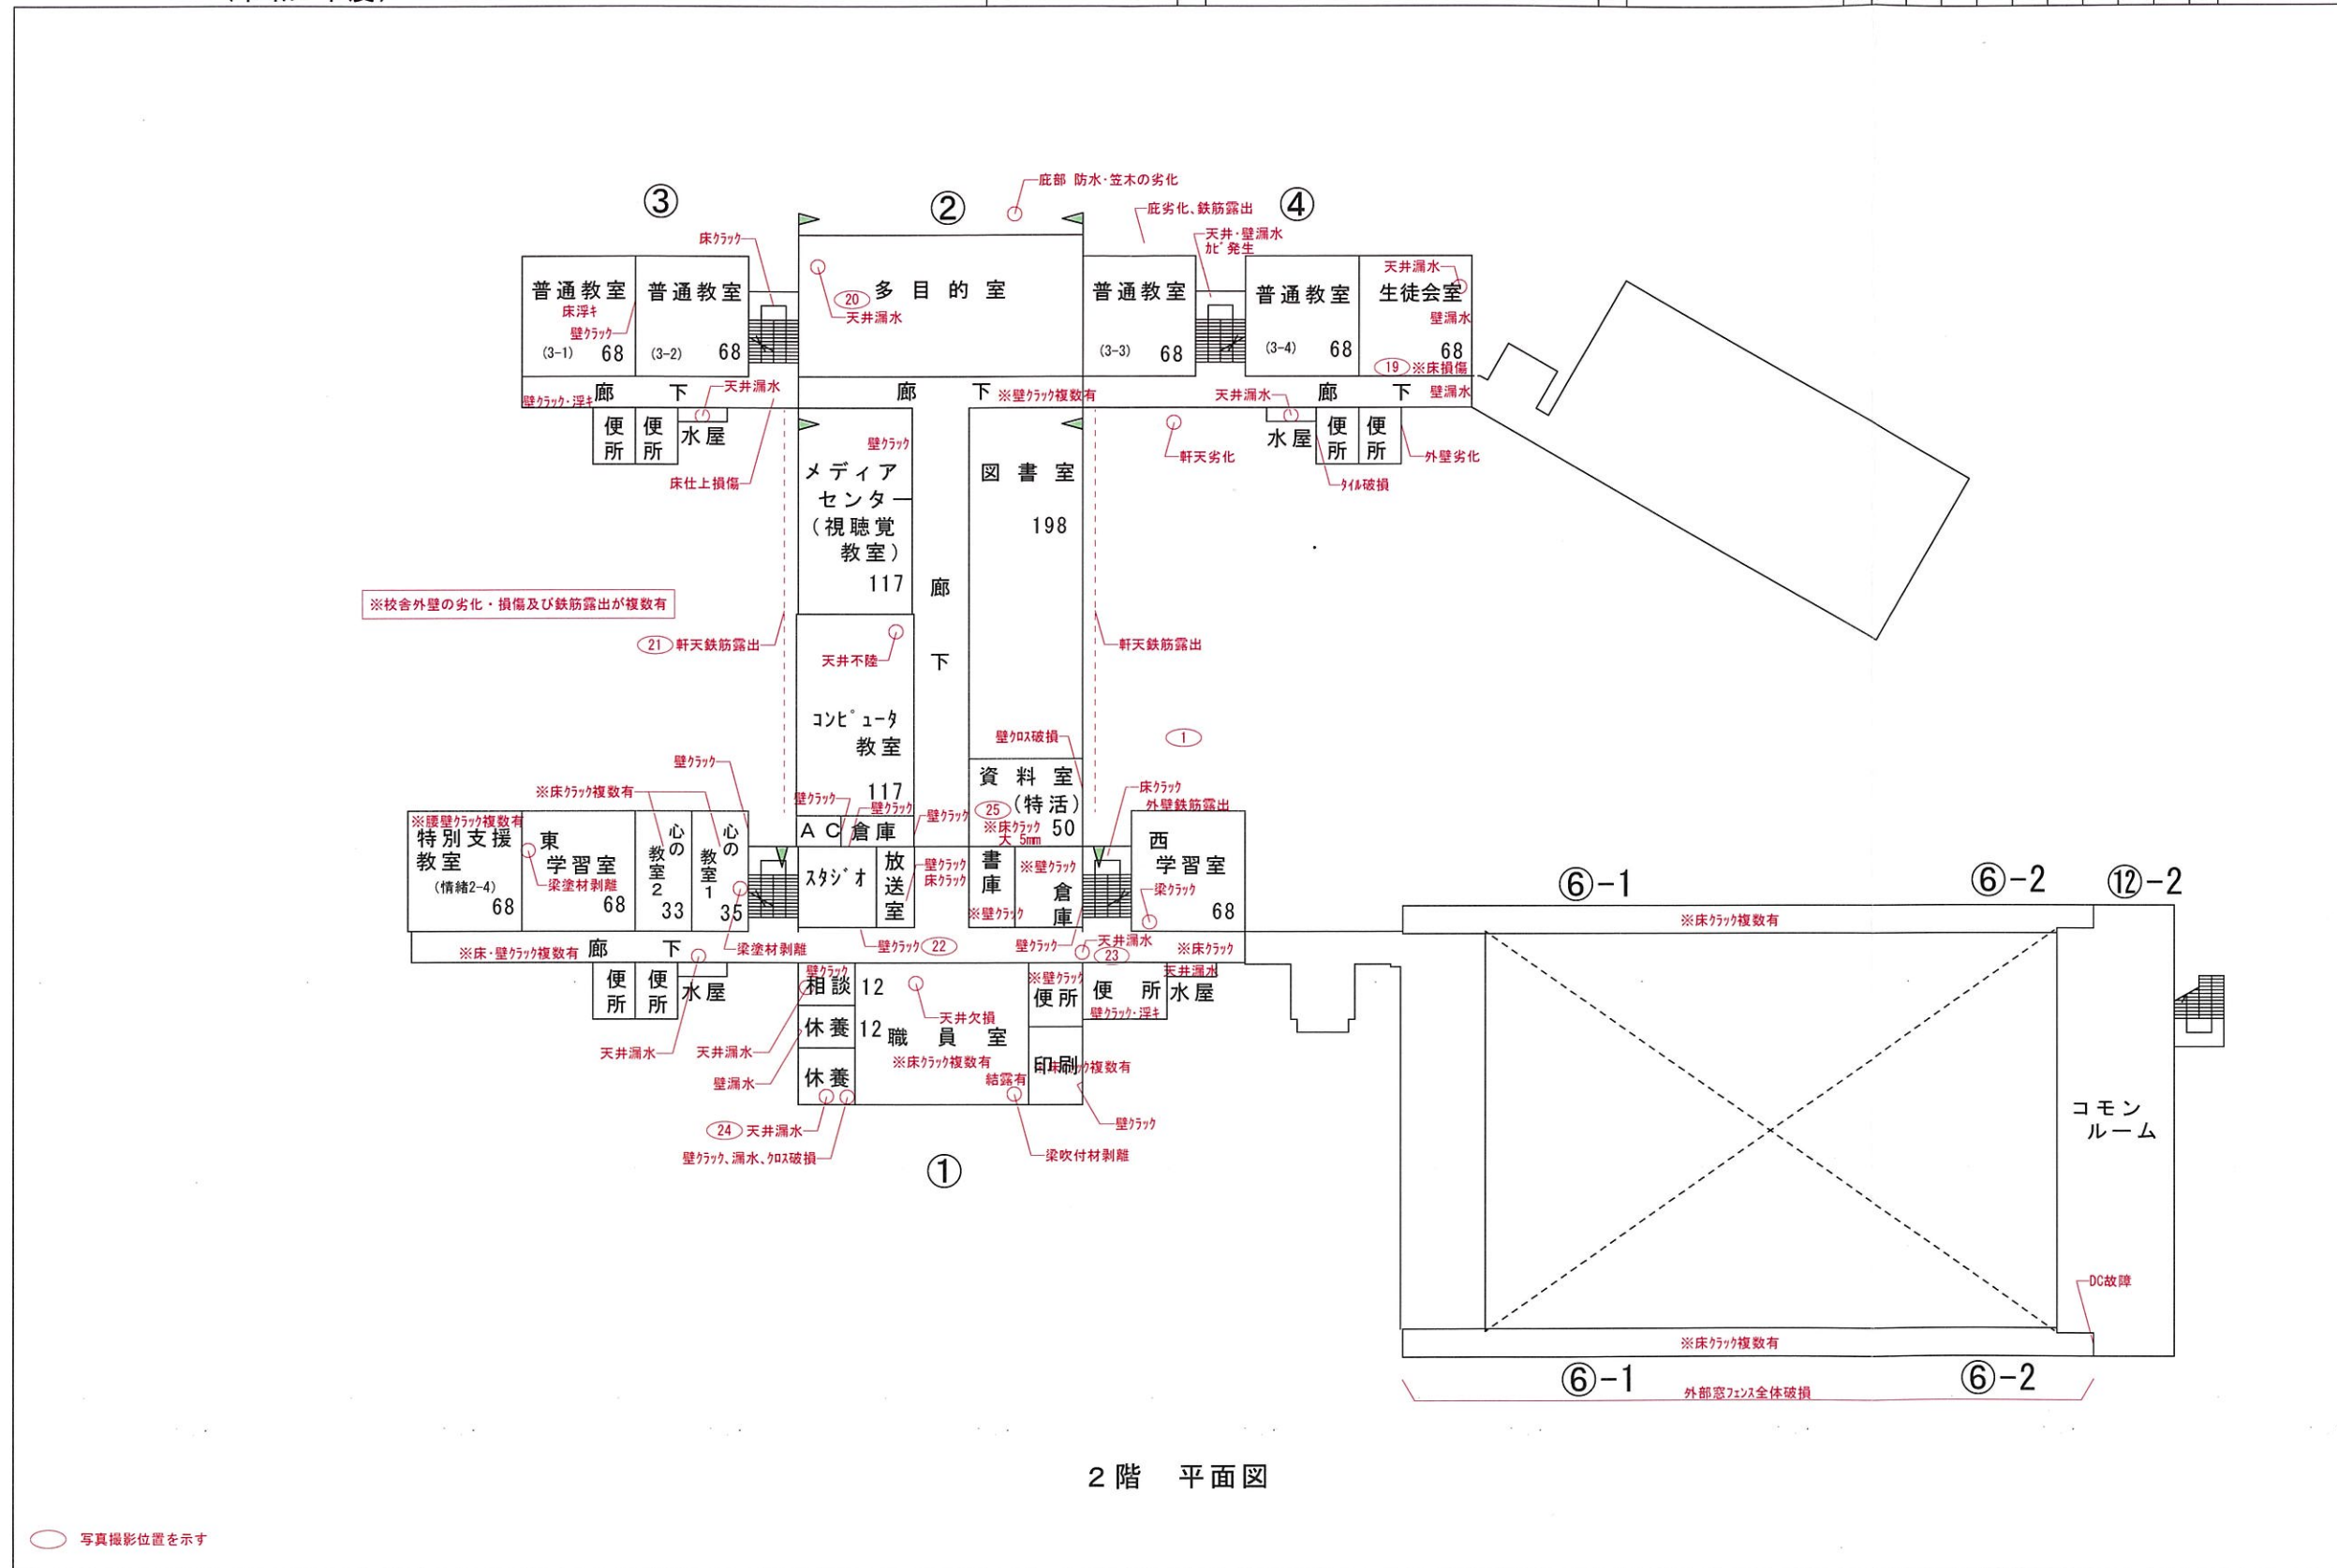 庇部 防水･笠木の劣化
③
②
④
庇劣化、鉄筋露出
床ｸﾗｯｸ
天井･壁漏水
ｶﾋﾞ発生
普通教室
床浮ｷ
壁ｸﾗｯｸ
(3-1) 68
普通教室
(3-2) 68
多目的室
⑳
天井漏水
普通教室
(3-3) 68
普通教室
(3-4) 68
天井漏水
生徒会室
壁漏水
68
⑲ ※床損傷
壁ｸﾗｯｸ･浮ｷ
廊下
天井漏水
廊下
※壁ｸﾗｯｸ複数有
天井漏水
廊下
壁漏水
便所
便所
水屋
床仕上損傷
壁ｸﾗｯｸ
メディア
センター
(視聴覚
教室)
117
図書室
198
軒天劣化
水屋
便所
便所
外壁劣化
ﾀｲﾙ破損
廊下
※校舎外壁の劣化・損傷及び鉄筋露出が複数有
㉑ 軒天鉄筋露出
天井不陸
軒天鉄筋露出
ｺﾝﾋﾟｭｰﾀ
教室
117
壁ｸﾛｽ破損
①
壁ｸﾗｯｸ
※床ｸﾗｯｸ複数有
壁ｸﾗｯｸ
壁ｸﾗｯｸ
壁ｸﾗｯｸ
資料室
㉕ (特活)
※床ｸﾗｯｸ 50
大 5mm
床ｸﾗｯｸ
外壁鉄筋露出
※腰壁ｸﾗｯｸ複数有
特別支援
教室
(情緒2-4)
68
東
学習室
梁塗材剥離
68
心の
教室2
33
心の
教室1
35
AC
倉庫
ｽﾀｼﾞｵ
放送室
壁ｸﾗｯｸ
床ｸﾗｯｸ
書庫
※壁ｸﾗｯｸ
※壁ｸﾗｯｸ
倉庫
西
学習室
梁ｸﾗｯｸ
68
⑥-1
⑥-2
⑫-2
※床ｸﾗｯｸ複数有
※床･壁ｸﾗｯｸ複数有
廊下
梁塗材剥離
壁ｸﾗｯｸ ㉒
壁ｸﾗｯｸ
天井漏水
㉓
※床ｸﾗｯｸ
便所
便所
水屋
壁ｸﾗｯｸ
相談 12
休養 12
休養
天井欠損
職員室
※床ｸﾗｯｸ複数有
結露有
※壁ｸﾗｯｸ
便所
便所
壁ｸﾗｯｸ･浮ｷ
天井漏水
水屋
印刷
※床ｸﾗｯｸ複数有
天井漏水
天井漏水
壁漏水
㉔ 天井漏水
壁ｸﾗｯｸ、漏水、ｸﾛｽ破損
壁ｸﾗｯｸ
梁吹付材剥離
①
コモン
ルーム
DC故障
※床ｸﾗｯｸ複数有
⑥-1
⑥-2
外部窓ﾌｪﾝｽ全体破損
2階 平面図
写真撮影位置を示す